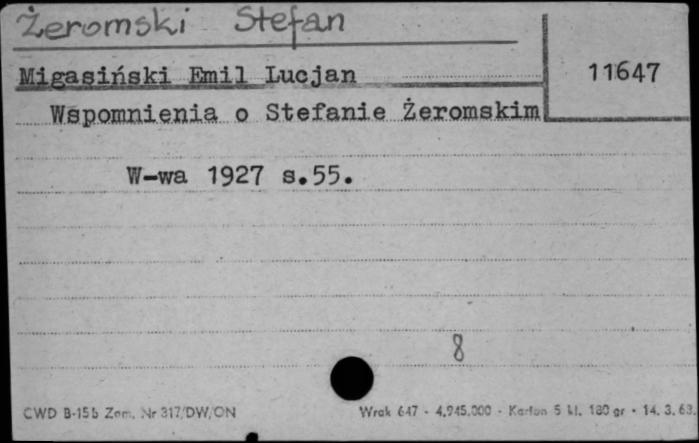 Żeromski Stefan
Migasiński Emil Lucjan
11647
Wspomnienia o Stefanie Żeromskim
W-wa 1927 s.55.
8
CWD B-15b Zam. Nr 317/DW/ON
Wrak 647 - 4.945.000 - Karton 5 kl. 180 gr - 14. 3. 63.